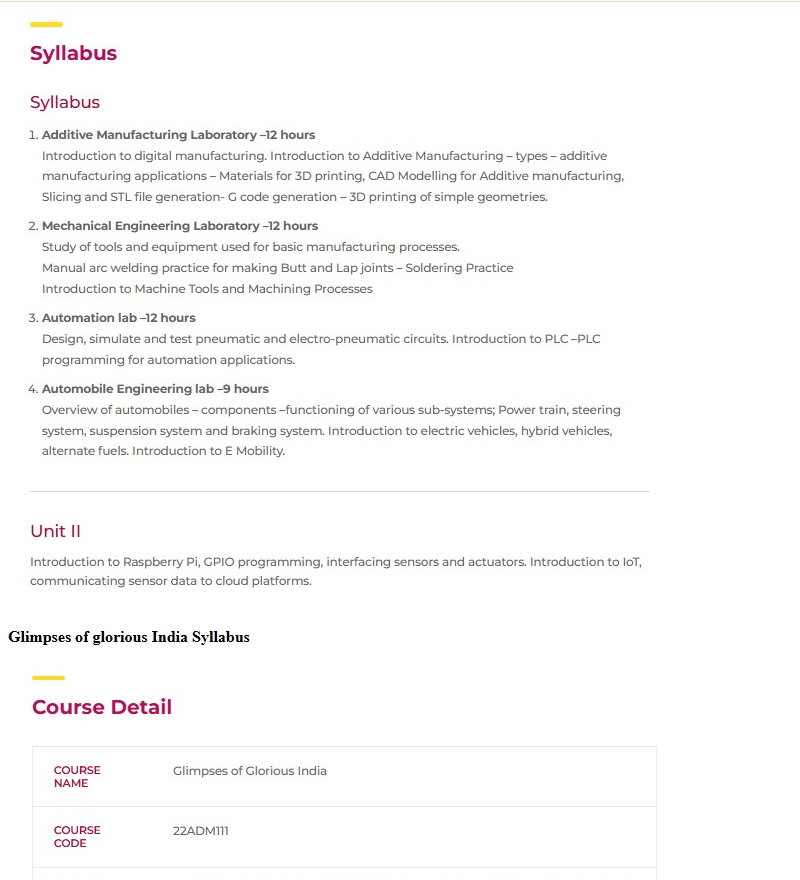 Syllabus
Syllabus
1. Additive Manufacturing Laboratory –12 hours
Introduction to digital manufacturing. Introduction to Additive Manufacturing – types – additive
manufacturing applications – Materials for 3D printing, CAD Modelling for Additive manufacturing,
Slicing and STL file generation- G code generation – 3D printing of simple geometries.
2. Mechanical Engineering Laboratory –12 hours
Study of tools and equipment used for basic manufacturing processes.
Manual arc welding practice for making Butt and Lap joints – Soldering Practice
Introduction to Machine Tools and Machining Processes
3. Automation lab –12 hours
Design, simulate and test pneumatic and electro-pneumatic circuits. Introduction to PLC –PLC
programming for automation applications.
4. Automobile Engineering lab –9 hours
Overview of automobiles – components –functioning of various sub-systems; Power train, steering
system, suspension system and braking system. Introduction to electric vehicles, hybrid vehicles,
alternate fuels. Introduction to E Mobility.
Unit II
Introduction to Raspberry Pi, GPIO programming, interfacing sensors and actuators. Introduction to IoT,
communicating sensor data to cloud platforms.
Glimpses of glorious India Syllabus
Course Detail
COURSE NAME Glimpses of Glorious India
COURSE CODE 22ADM111